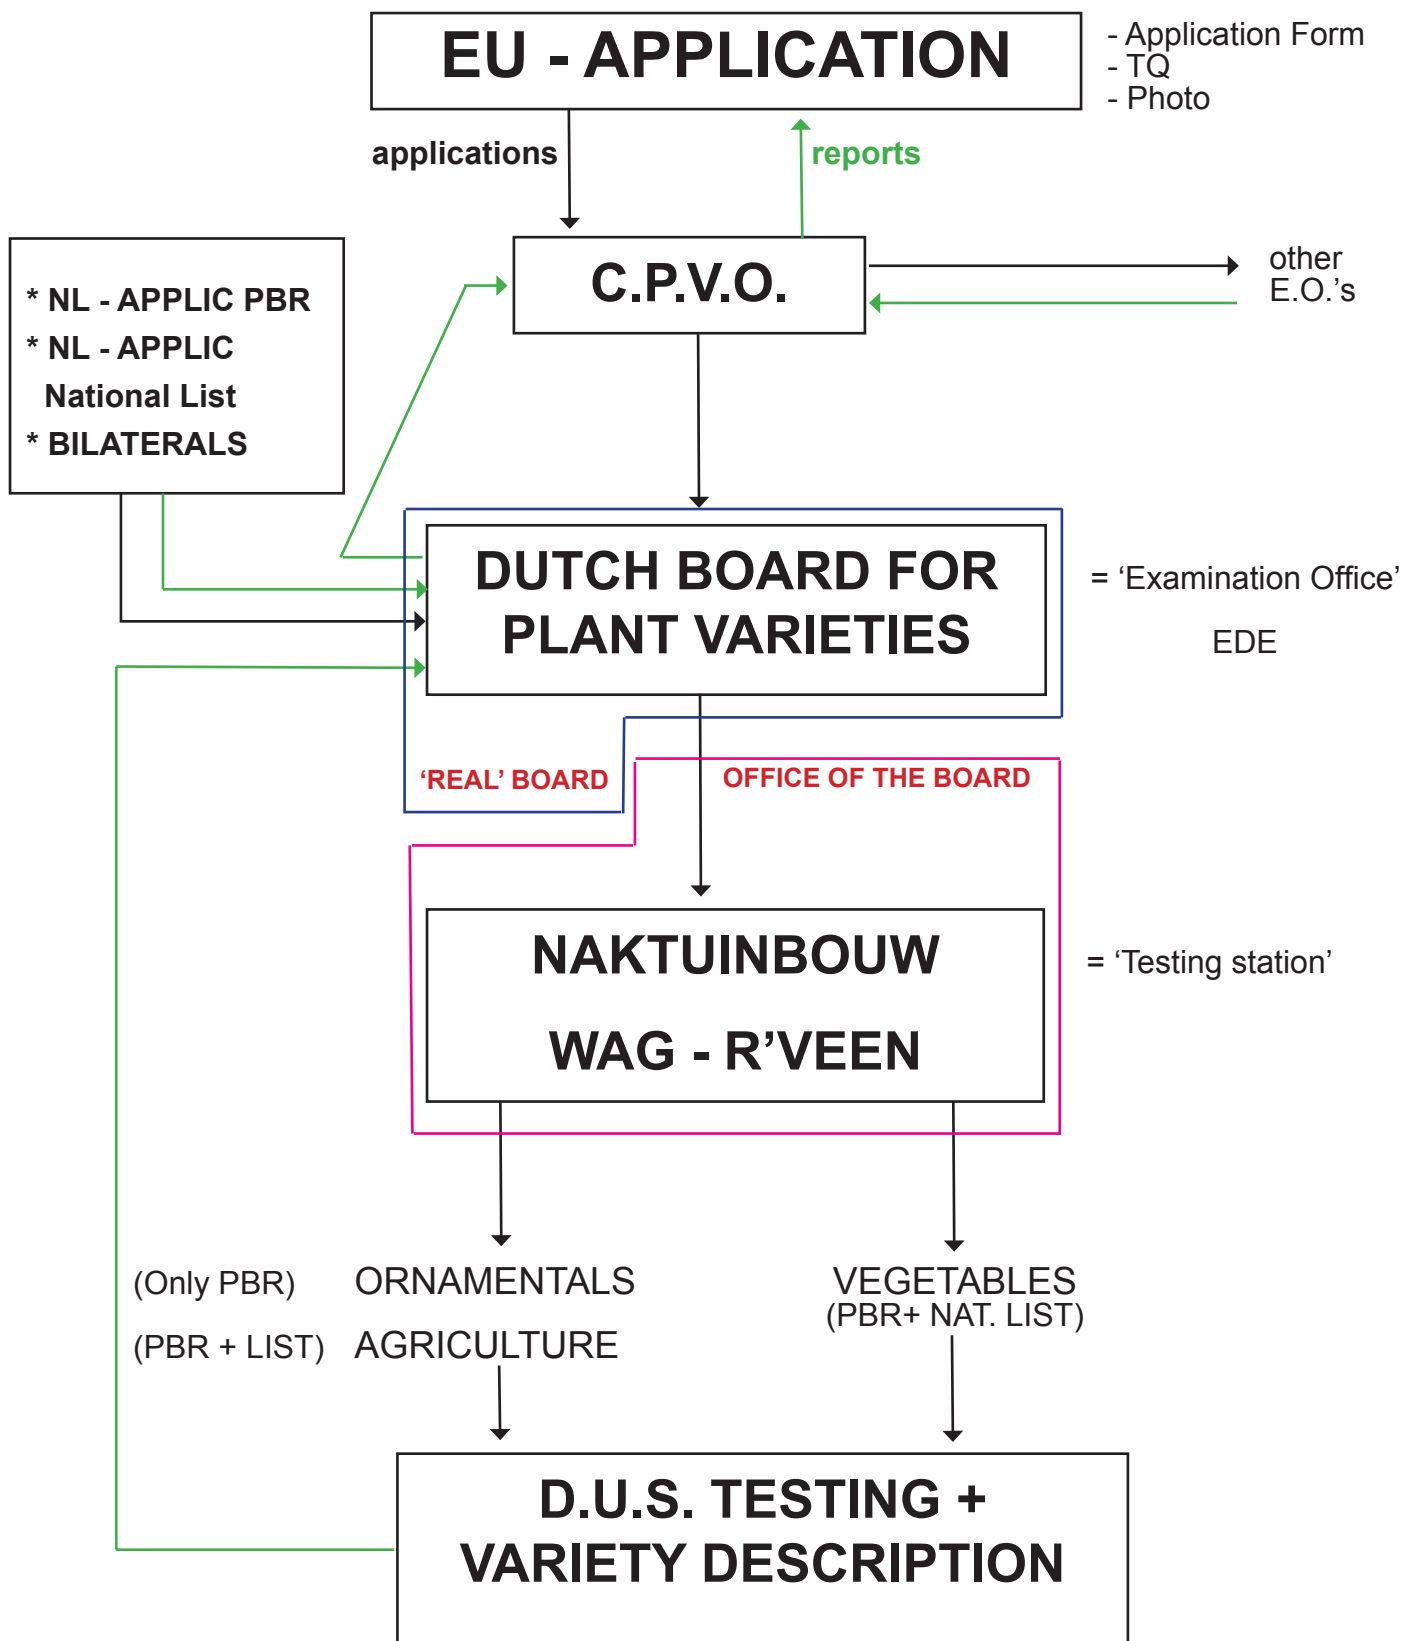 EU - APPLICATION
- Application Form
- TQ
- Photo
applications
reports
C.P.V.O.
other
E.O.’s
* NL - APPLIC PBR
* NL - APPLIC
National List
* BILATERALS
DUTCH BOARD FOR
PLANT VARIETIES
= ‘Examination Office’
EDE
‘REAL’ BOARD
OFFICE OF THE BOARD
NAKTUINBOUW
WAG - R’VEEN
= ‘Testing station’
(Only PBR)
ORNAMENTALS
VEGETABLES
(PBR+ NAT. LIST)
(PBR + LIST)
AGRICULTURE
D.U.S. TESTING +
VARIETY DESCRIPTION